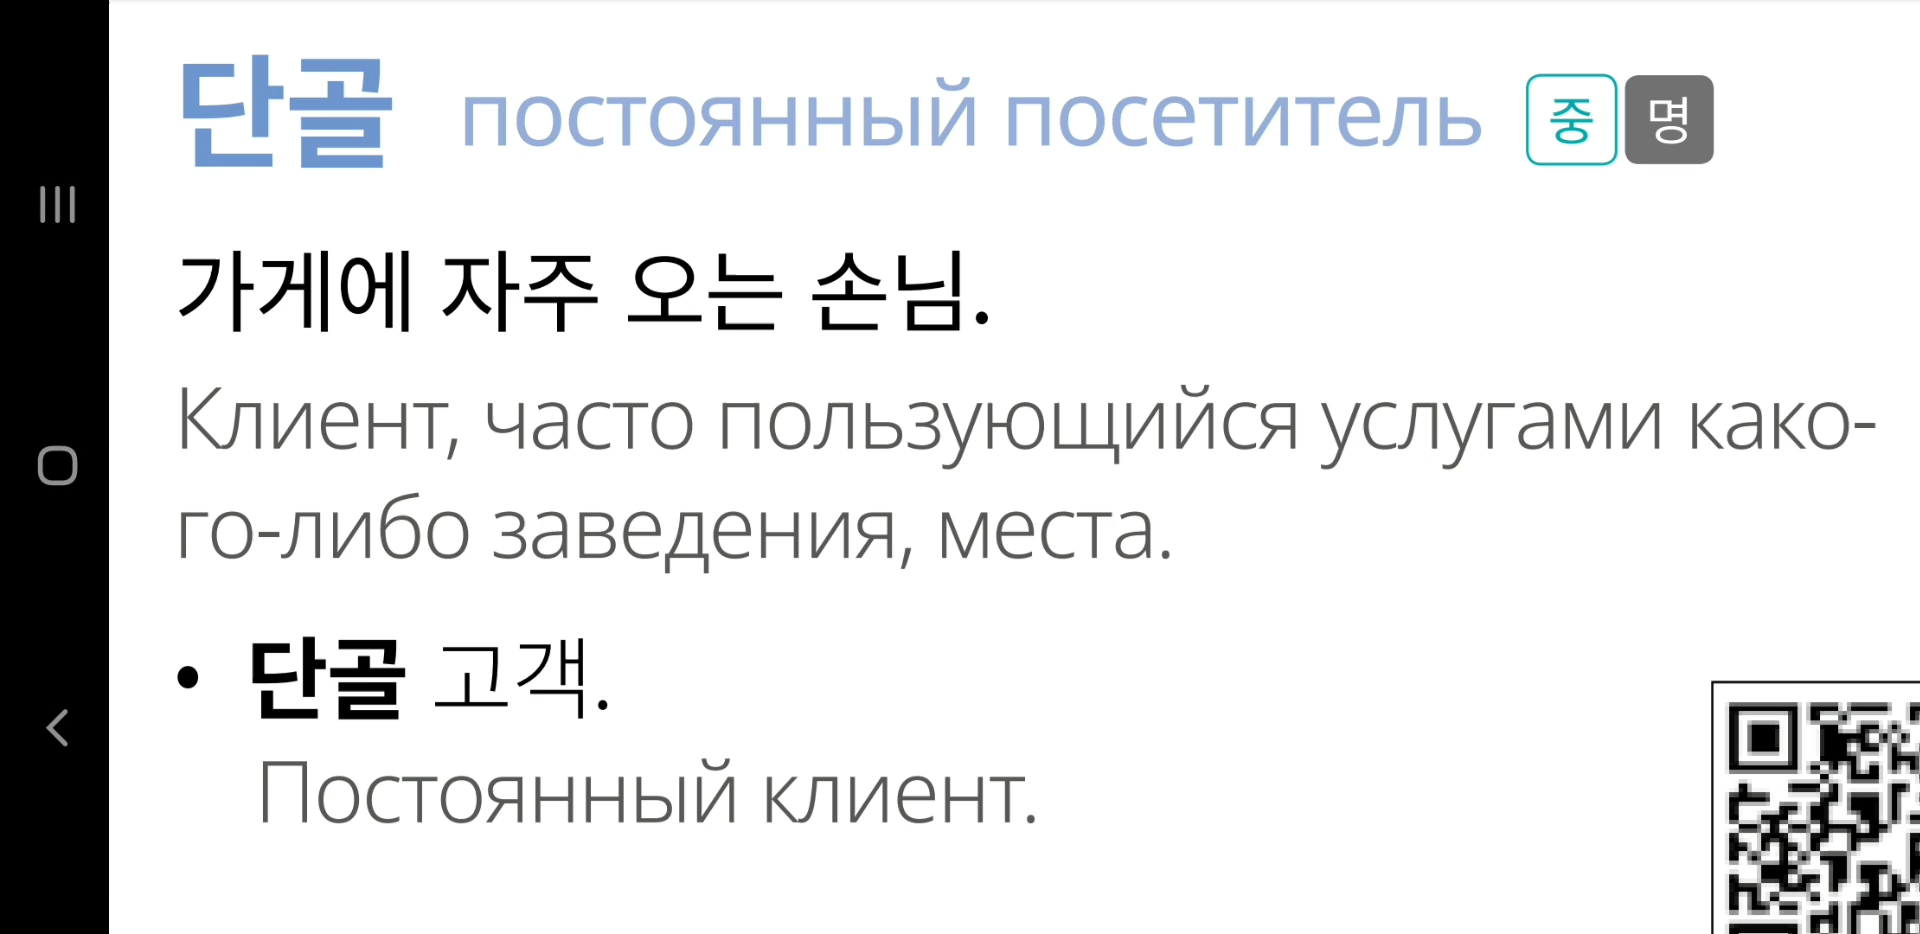 단골 постоянный посетитель 중 명
가게에 자주 오는 손님.
Клиент, часто пользующийся услугами како-
го-либо заведения, места.
• 단골 고객.
Постоянный клиент.